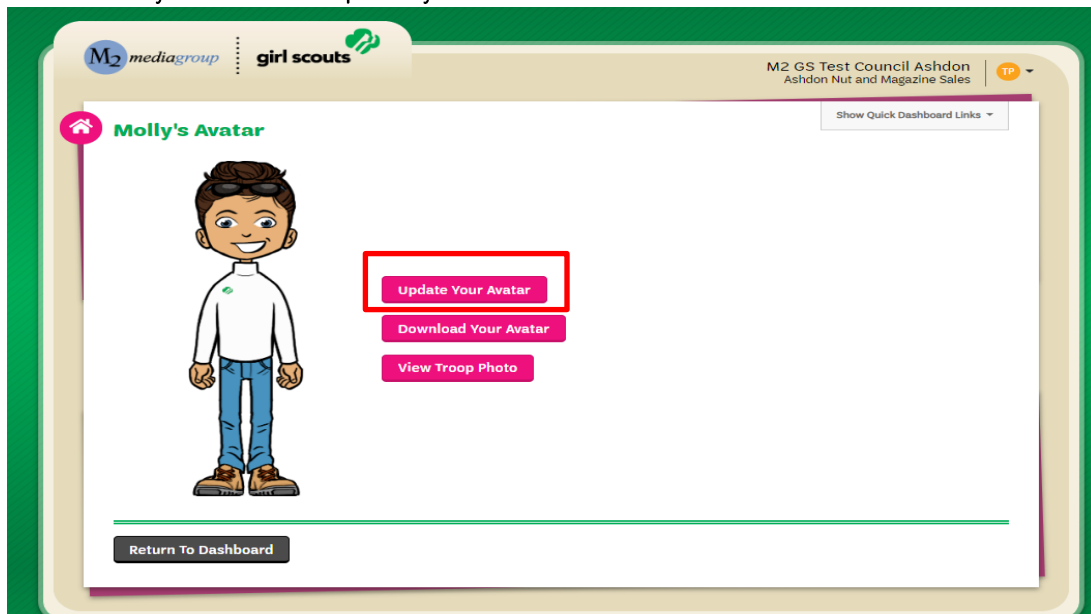 M2 mediagroup girl scouts
M2 GS Test Council Ashdon
Ashdon Nut and Magazine Sales
TP
Show Quick Dashboard Links
Molly's Avatar
Update Your Avatar
Download Your Avatar
View Troop Photo
Return To Dashboard